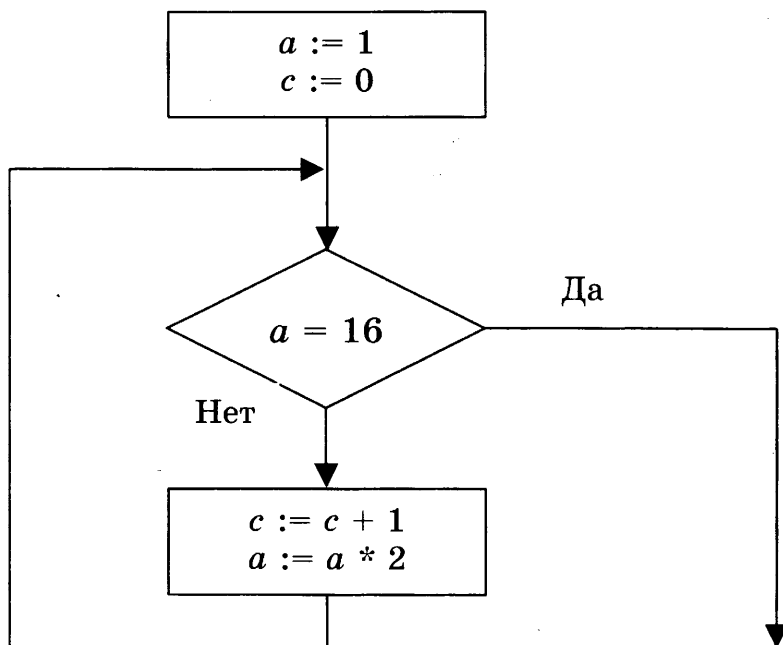 a := 1
c := 0
a = 16
Да
Нет
c := c + 1
a := a * 2